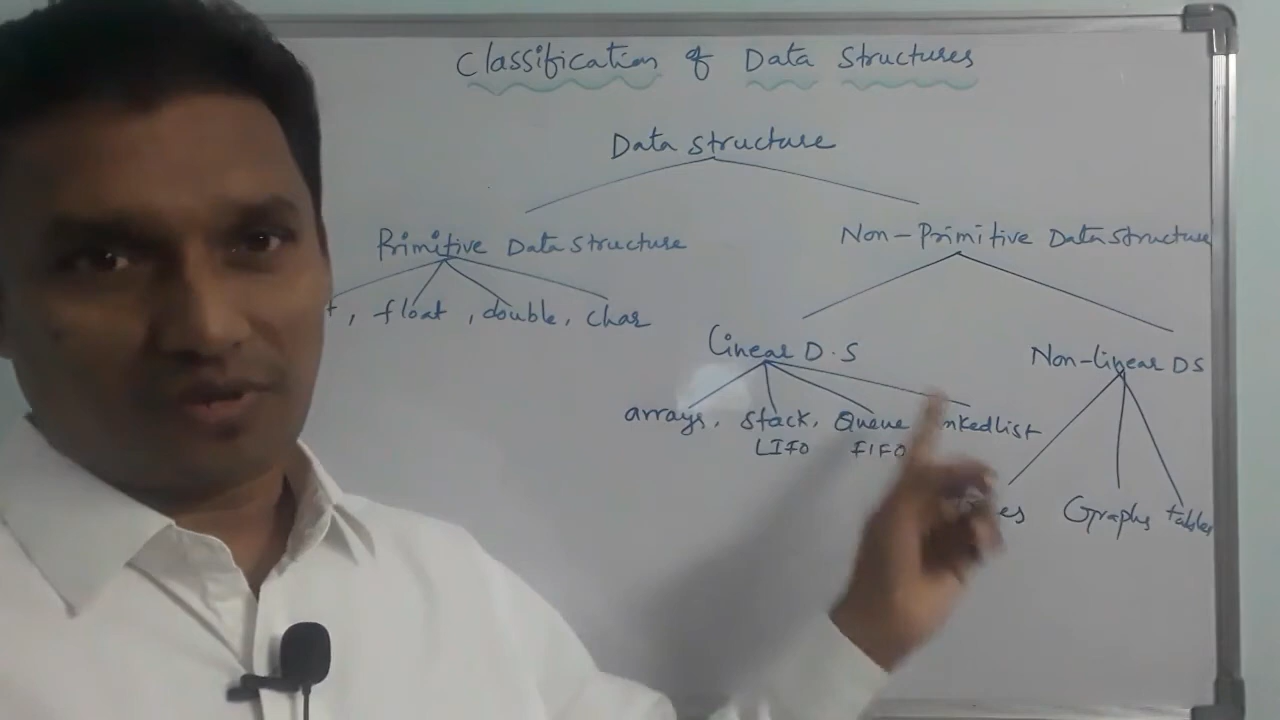 Classification of Data Structures
Data Structure
Primitive Data Structure Non-Primitive Data Structure
, float , double, char
Linear D.S Non-linear DS
arrays, Stack, Queue
LIFO FIFO
Graphs tables